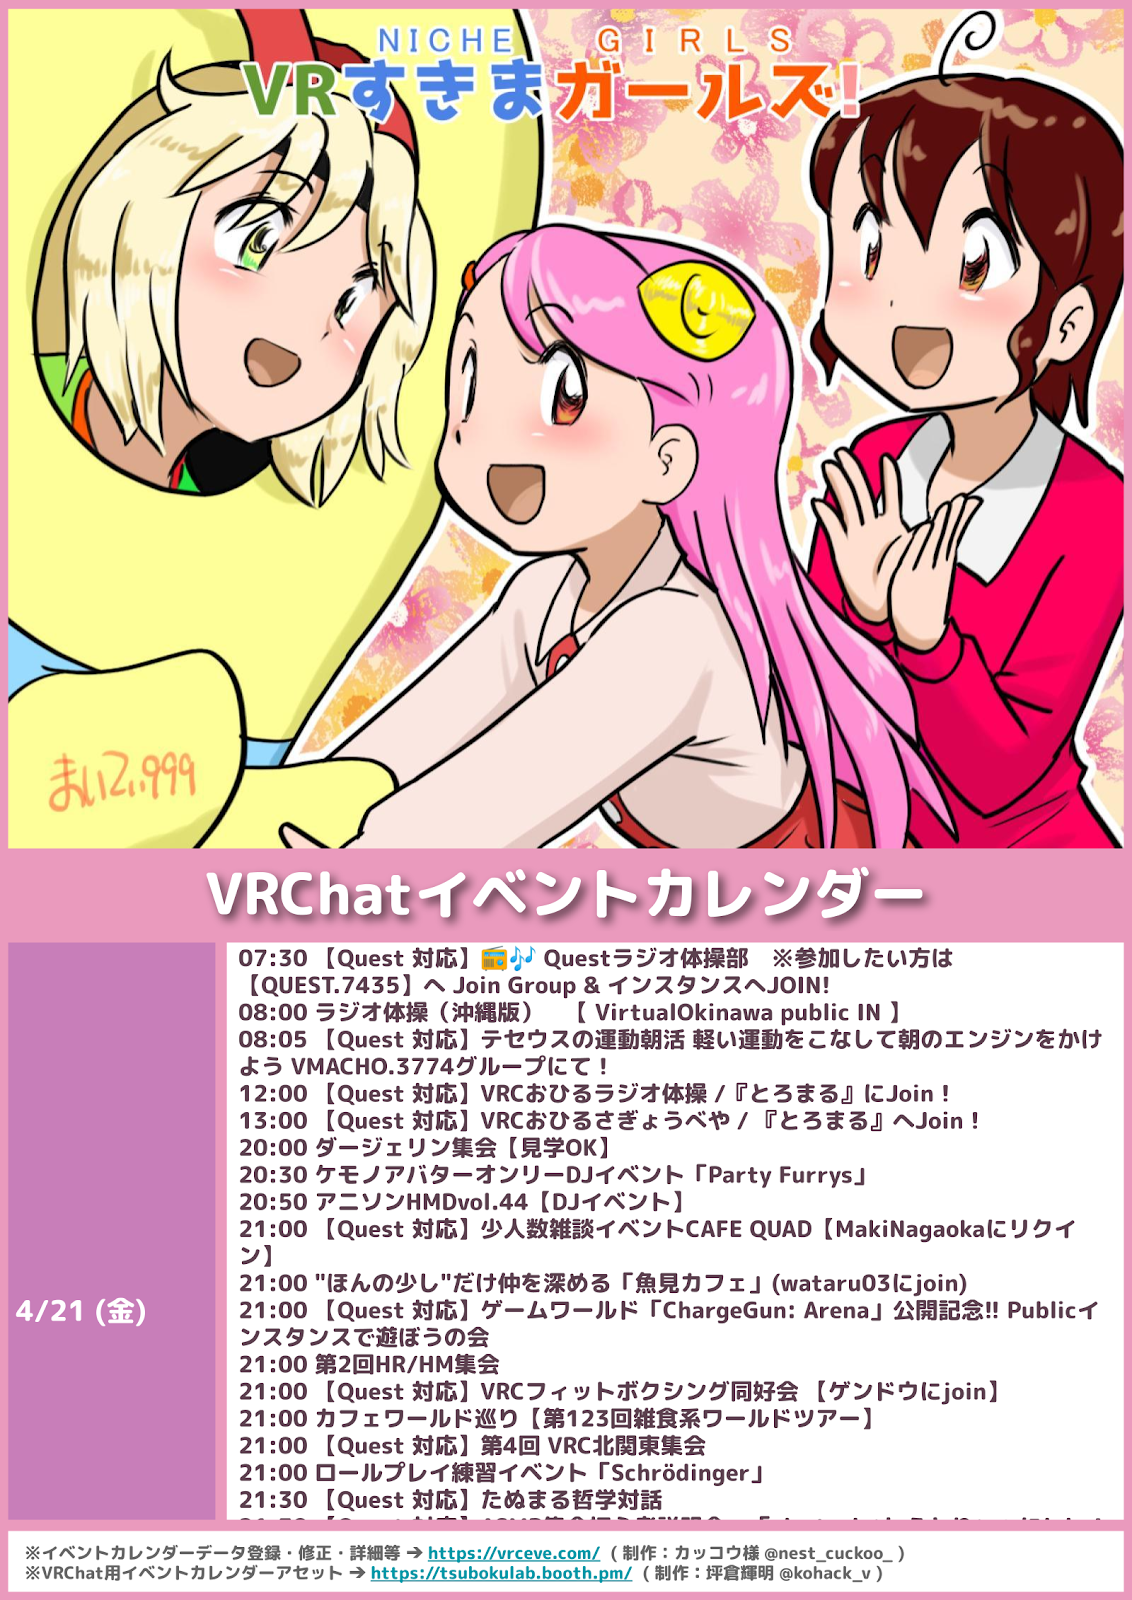 NICHE GIRLS
VRすきまガールズ!
まいてぃ999
VRChatイベントカレンダー
4/21 (金)
07:30 【Quest 対応】📻🎶 Questラジオ体操部　※参加したい方は
【QUEST.7435】へ Join Group & インスタンスへJOIN!
08:00 ラジオ体操（沖縄版）　【 VirtualOkinawa public IN 】
08:05 【Quest 対応】テセウスの運動朝活 軽い運動をこなして朝のエンジンをかけ
よう VMACHO.3774グループにて！
12:00 【Quest 対応】VRCおひるラジオ体操 /『とろまる』にJoin！
13:00 【Quest 対応】VRCおひるさぎょうべや / 『とろまる』へJoin！
20:00 ダージェリン集会【見学OK】
20:30 ケモノアバターオンリーDJイベント「Party Furrys」
20:50 アニソンHMDvol.44【DJイベント】
21:00 【Quest 対応】少人数雑談イベントCAFE QUAD【MakiNagaokaにリクイ
ン】
21:00 "ほんの少し"だけ仲を深める「魚見カフェ」(wataru03にjoin)
21:00 【Quest 対応】ゲームワールド「ChargeGun: Arena」公開記念!! Publicイ
ンスタンスで遊ぼうの会
21:00 第2回HR/HM集会
21:00 【Quest 対応】VRCフィットボクシング同好会 【ゲンドウにjoin】
21:00 カフェワールド巡り【第123回雑食系ワールドツアー】
21:00 【Quest 対応】第4回 VRC北関東集会
21:00 ロールプレイ練習イベント「Schrödinger」
21:30 【Quest 対応】たぬまる哲学対話
※イベントカレンダーデータ登録・修正・詳細等 ➔ https://vrceve.com/ （ 制作：カッコウ様 @nest_cuckoo_ ）
※VRChat用イベントカレンダーアセット ➔ https://tsubokulab.booth.pm/ （ 制作：坪倉輝明 @kohack_v ）